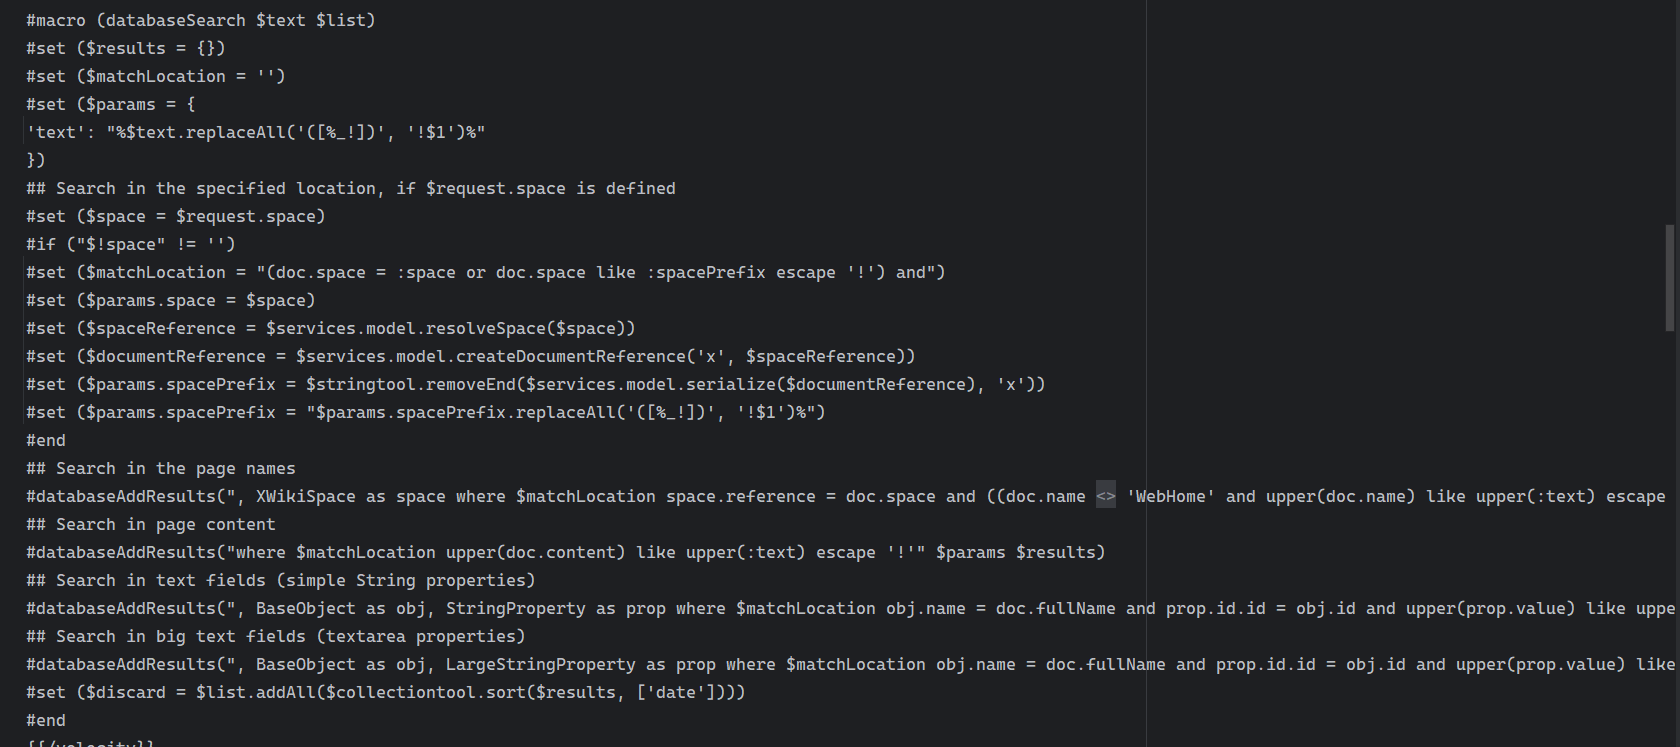 #macro (databaseSearch $text $list)
#set ($results = {})
#set ($matchLocation = '')
#set ($params = {
'text': "%$text.replaceAll('([%_!])', '!$1')%"
})
## Search in the specified location, if $request.space is defined
#set ($space = $request.space)
#if ("$!space" != '')
#set ($matchLocation = "(doc.space = :space or doc.space like :spacePrefix escape '!') and")
#set ($params.space = $space)
#set ($spaceReference = $services.model.resolveSpace($space))
#set ($documentReference = $services.model.createDocumentReference('x', $spaceReference))
#set ($params.spacePrefix = $stringtool.removeEnd($services.model.serialize($documentReference), 'x'))
#set ($params.spacePrefix = "$params.spacePrefix.replaceAll('([%_!])', '!$1')%")
#end
## Search in the page names
#databaseAddResults(", XWikiSpace as space where $matchLocation space.reference = doc.space and ((doc.name <> 'WebHome' and upper(doc.name) like upper(:text) escape
## Search in page content
#databaseAddResults("where $matchLocation upper(doc.content) like upper(:text) escape '!'" $params $results)
## Search in text fields (simple String properties)
#databaseAddResults(", BaseObject as obj, StringProperty as prop where $matchLocation obj.name = doc.fullName and prop.id.id = obj.id and upper(prop.value) like uppe
## Search in big text fields (textarea properties)
#databaseAddResults(", BaseObject as obj, LargeStringProperty as prop where $matchLocation obj.name = doc.fullName and prop.id.id = obj.id and upper(prop.value) like
#set ($discard = $list.addAll($collectiontool.sort($results, ['date'])))
#end
{{/velocity}}